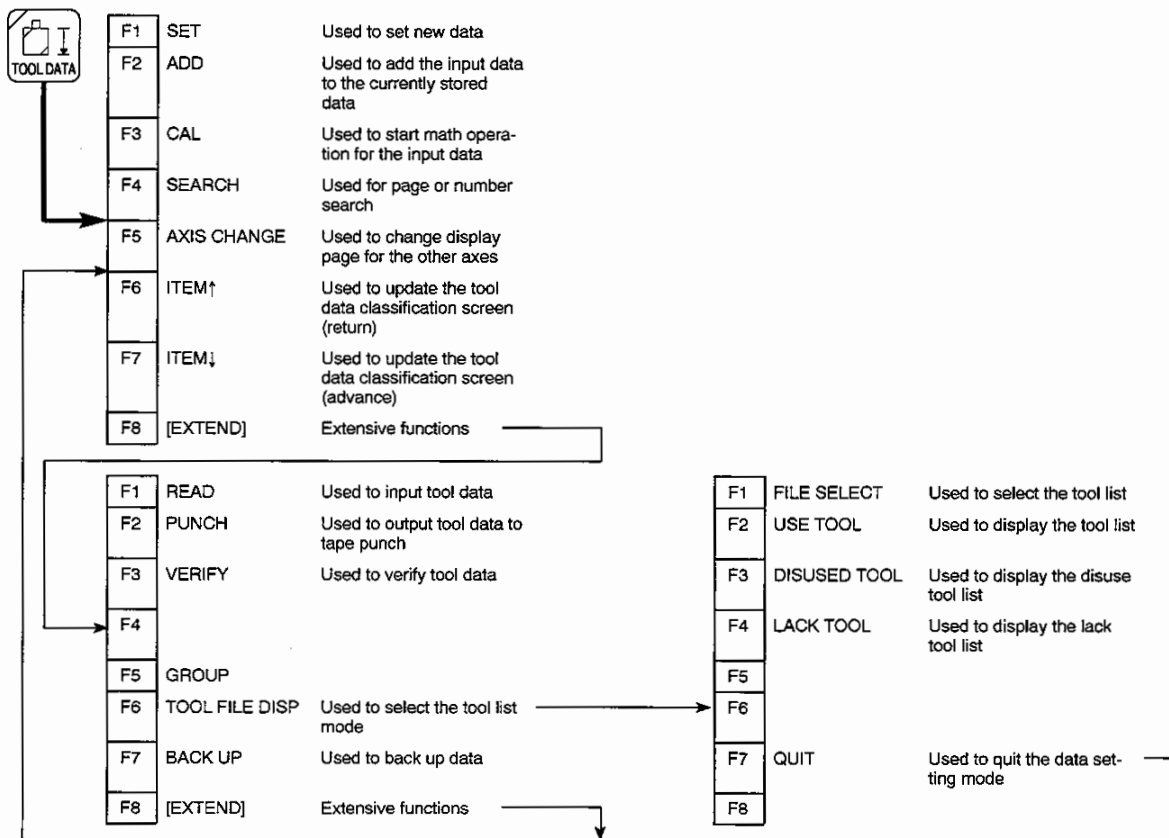 TOOL DATA
F1 SET Used to set new data
F2 ADD Used to add the input data
to the currently stored
data
F3 CAL Used to start math opera-
tion for the input data
F4 SEARCH Used for page or number
search
F5 AXIS CHANGE Used to change display
page for the other axes
F6 ITEM↑ Used to update the tool
data classification screen
(return)
F7 ITEM↓ Used to update the tool
data classification screen
(advance)
F8 [EXTEND] Extensive functions
F1 READ Used to input tool data
F2 PUNCH Used to output tool data to
tape punch
F3 VERIFY Used to verify tool data
F4
F5 GROUP
F6 TOOL FILE DISP Used to select the tool list
mode
F7 BACK UP Used to back up data
F8 [EXTEND] Extensive functions
F1 FILE SELECT Used to select the tool list
F2 USE TOOL Used to display the tool list
F3 DISUSED TOOL Used to display the disuse
tool list
F4 LACK TOOL Used to display the lack
tool list
F5
F6
F7 QUIT Used to quit the data set-
ting mode
F8